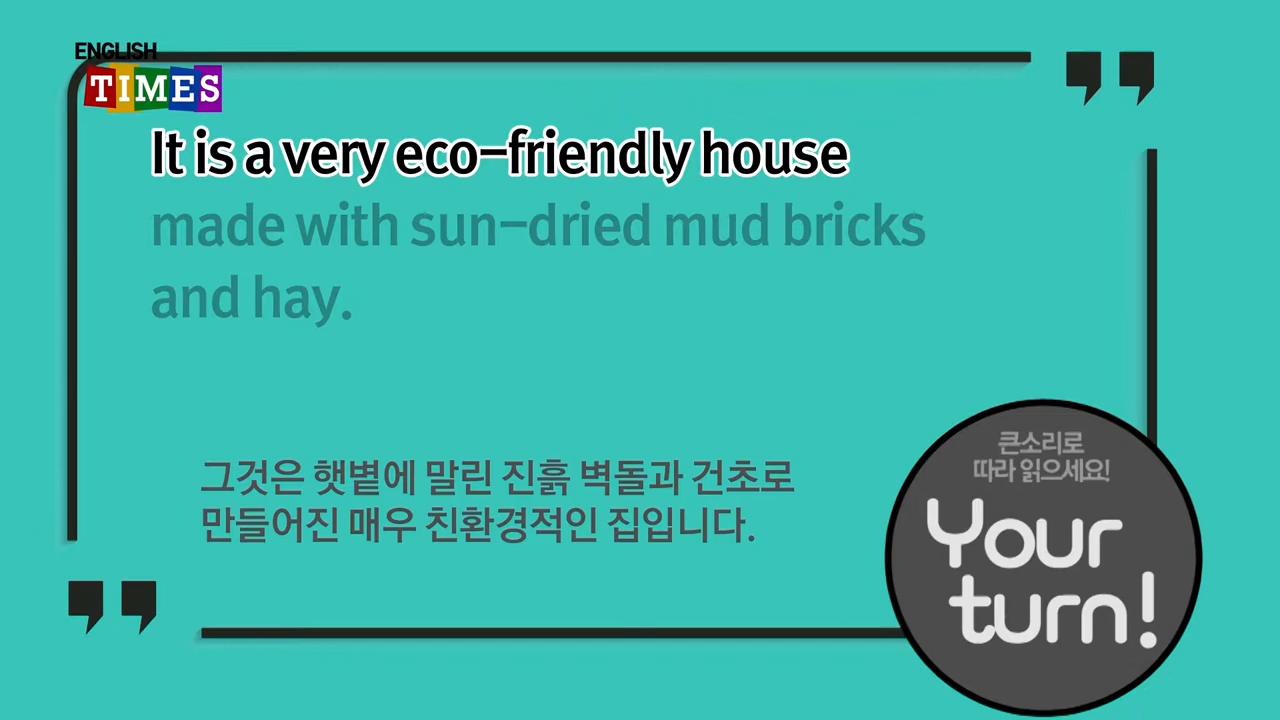 ENGLISH
TIMES
It is a very eco-friendly house
made with sun-dried mud bricks
and hay.
그것은 햇볕에 말린 진흙 벽돌과 건초로
만들어진 매우 친환경적인 집입니다.
큰소리로
따라 읽으세요!
Your
turn!